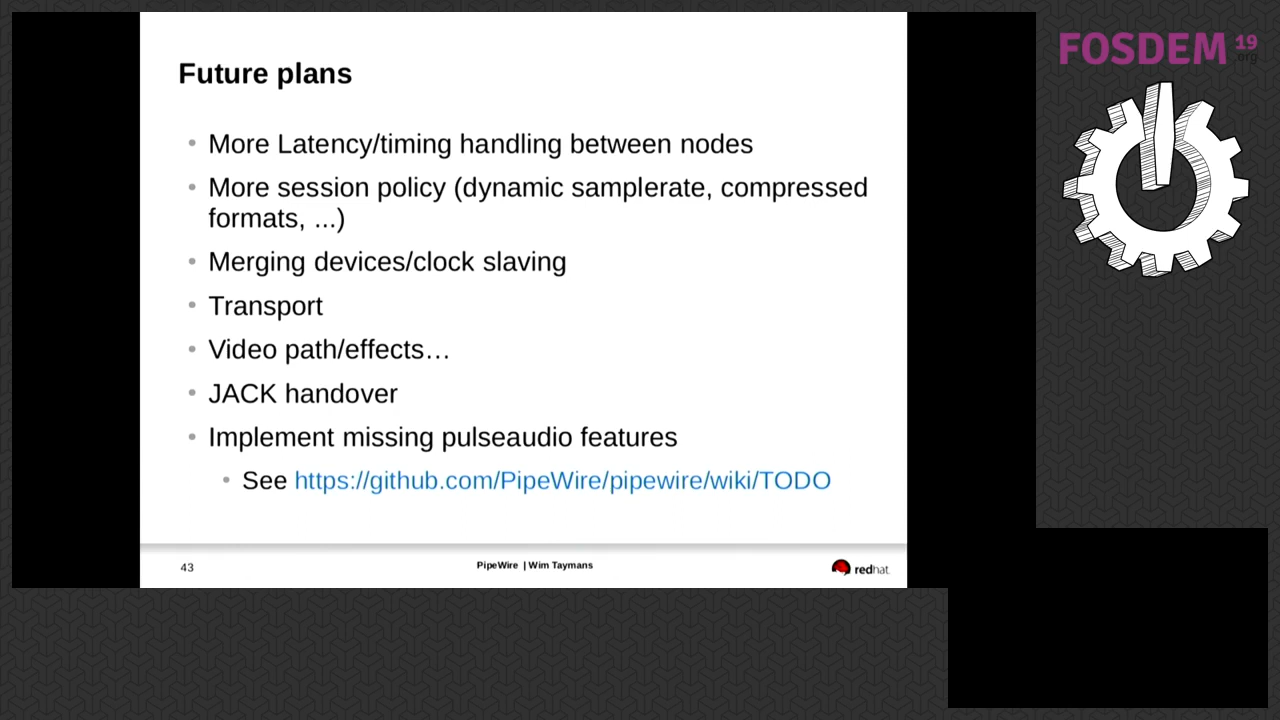 Future plans
More Latency/timing handling between nodes
More session policy (dynamic samplerate, compressed
formats, ...)
Merging devices/clock slaving
Transport
Video path/effects…
JACK handover
Implement missing pulseaudio features
See https://github.com/PipeWire/pipewire/wiki/TODO
43
PipeWire | Wim Taymans
redhat.
FOSDEM 19
.org